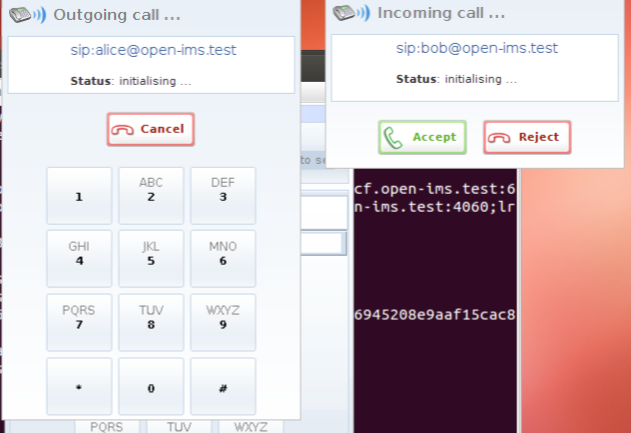 Outgoing call ...
sip:alice@open-ims.test
Status: initialising ...
Cancel
1
ABC
2
DEF
3
GHI
4
JKL
5
MNO
6
PQRS
7
TUV
8
WXYZ
9
*
0
#
PQRS
TUV
WXYZ
Incoming call ...
sip:bob@open-ims.test
Status: initialising ...
Accept
Reject
to se
cf.open-ims.test:6
n-ims.test:4060;lr
6945208e9aaf15cac8